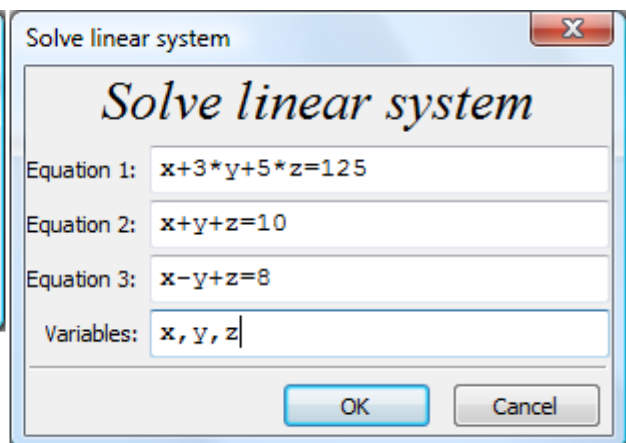 Solve linear system
Solve linear system
Equation 1: x+3*y+5*z=125
Equation 2: x+y+z=10
Equation 3: x-y+z=8
Variables: x,y,z
OK Cancel